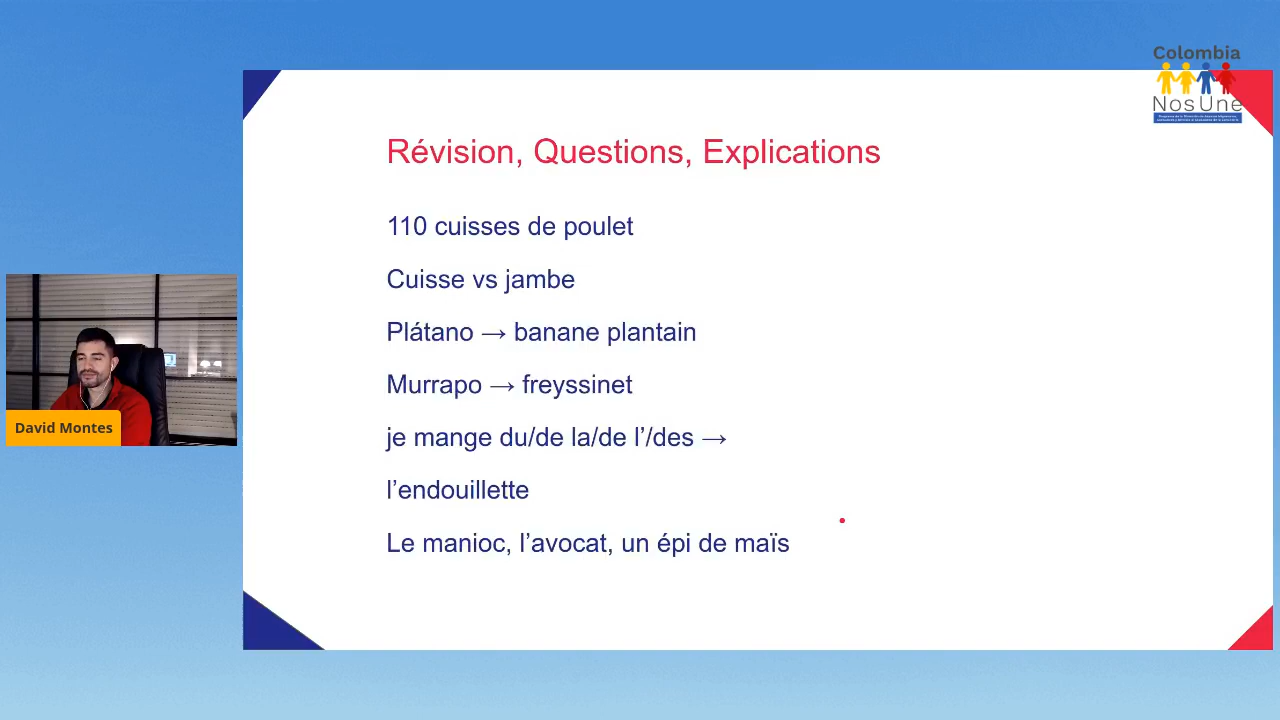 Colombia
NosUne
Révision, Questions, Explications
110 cuisses de poulet
Cuisse vs jambe
Plátano → banane plantain
Murrapo → freyssinet
je mange du/de la/de l’/des →
l’endouillette
Le manioc, l’avocat, un épi de maïs
David Montes